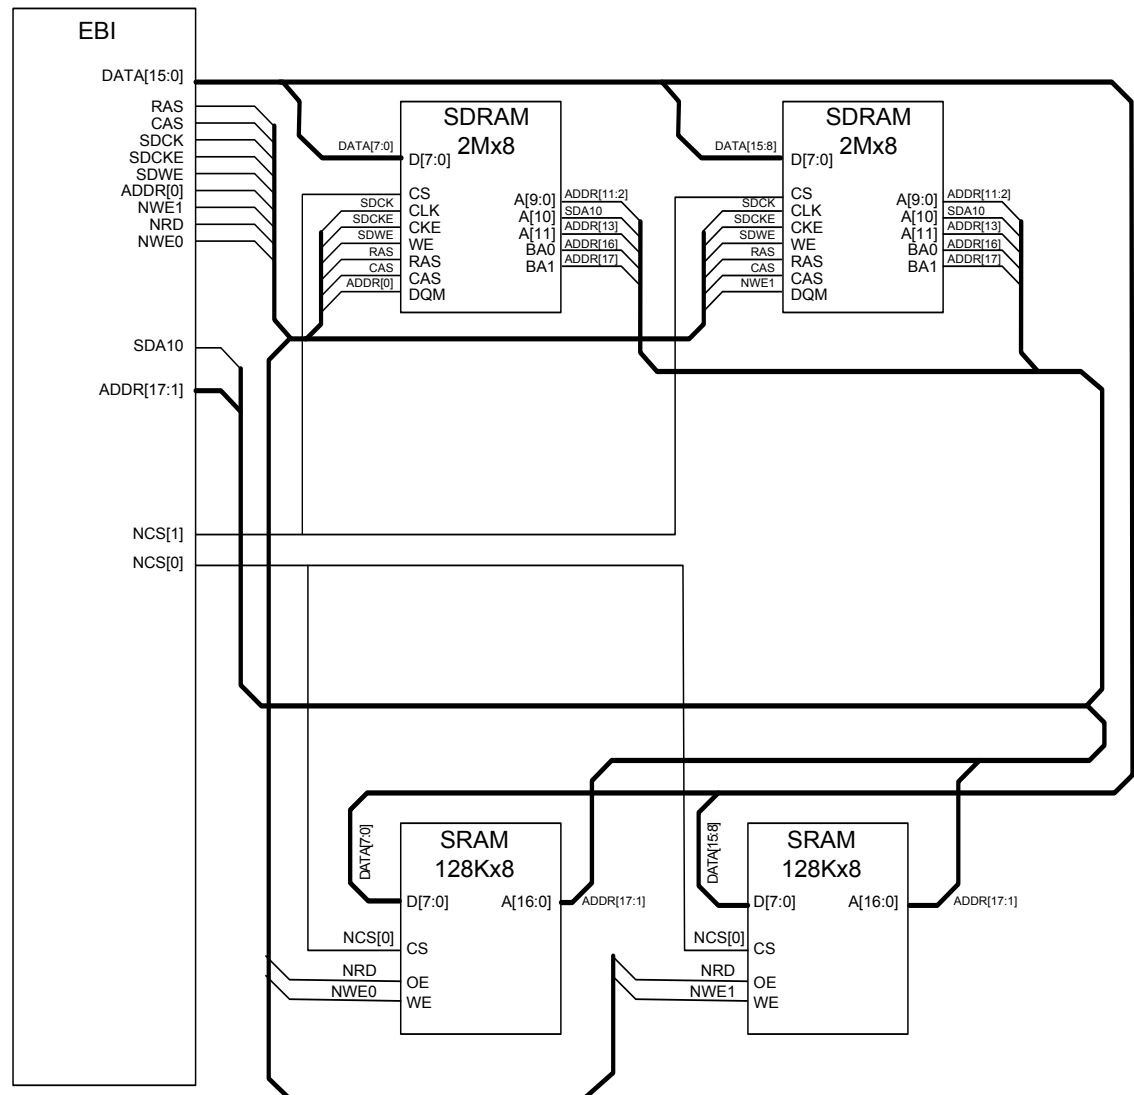 EBI
DATA[15:0]
RAS
CAS
SDCK
SDCKE
SDWE
ADDR[0]
NWE1
NRD
NWE0
SDA10
ADDR[17:1]
NCS[1]
NCS[0]
SDRAM
2Mx8
DATA[7:0]
D[7:0]
CS
SDCK
CLK
SDCKE
CKE
SDWE
WE
RAS
RAS
CAS
CAS
ADDR[0]
DQM
A[9:0]
ADDR[11:2]
A[10]
SDA10
A[11]
ADDR[13]
BA0
ADDR[16]
BA1
ADDR[17]
SDRAM
2Mx8
DATA[15:8]
D[7:0]
CS
SDCK
CLK
SDCKE
CKE
SDWE
WE
RAS
RAS
CAS
CAS
NWE1
DQM
A[9:0]
ADDR[11:2]
A[10]
SDA10
A[11]
ADDR[13]
BA0
ADDR[16]
BA1
ADDR[17]
SRAM
128Kx8
DATA[7:0]
D[7:0]
A[16:0]
ADDR[17:1]
NCS[0]
CS
NRD
OE
NWE0
WE
SRAM
128Kx8
DATA[15:8]
D[7:0]
A[16:0]
ADDR[17:1]
NCS[0]
CS
NRD
OE
NWE1
WE